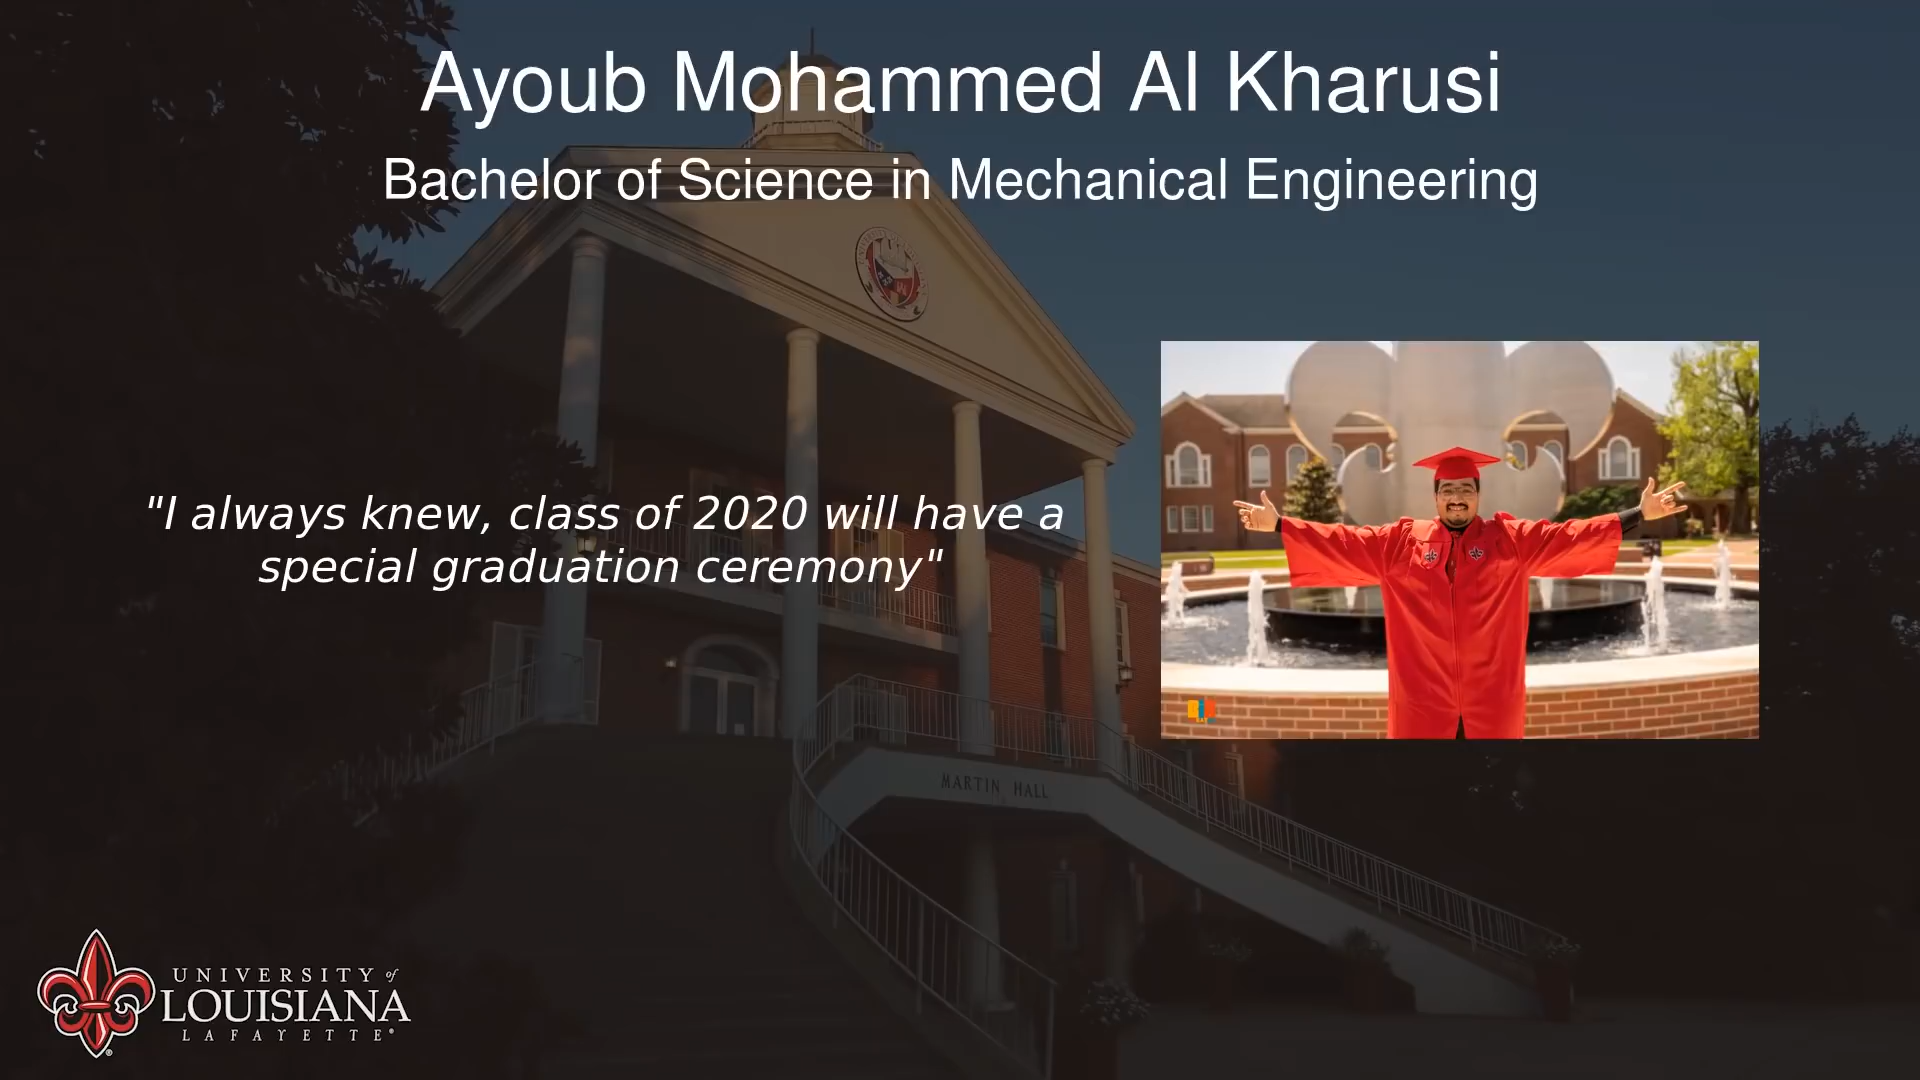 Ayoub Mohammed Al Kharusi
Bachelor of Science in Mechanical Engineering
"I always knew, class of 2020 will have a
special graduation ceremony"
MARTIN HALL
UNIVERSITY of
LOUISIANA
LAFAYETTE®